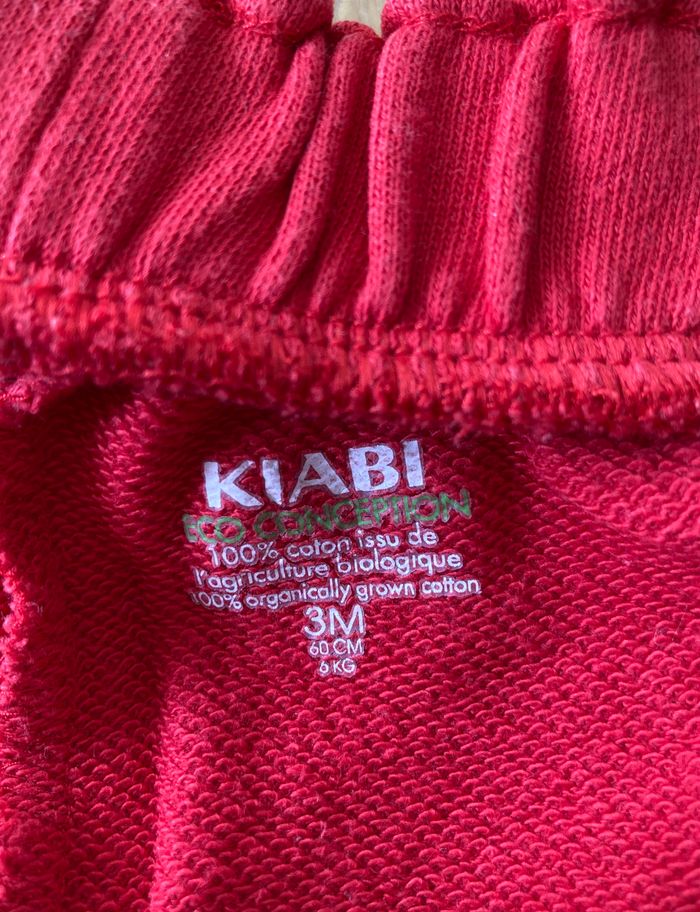 KIABI
ECO CONCEPTION
100% coton issu de
l'agriculture biologique
100% organically grown cotton
3M
60 CM
6 KG